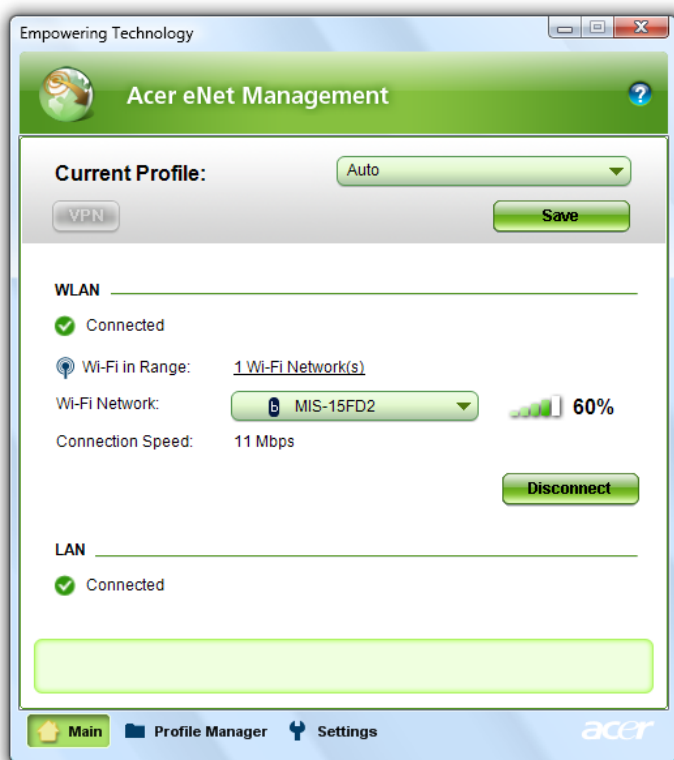 Empowering Technology
Acer eNet Management
?
Current Profile: Auto
VPN Save
WLAN
Connected
Wi-Fi in Range: 1 Wi-Fi Network(s)
Wi-Fi Network: b MIS-15FD2 60%
Connection Speed: 11 Mbps
Disconnect
LAN
Connected
Main Profile Manager Settings acer